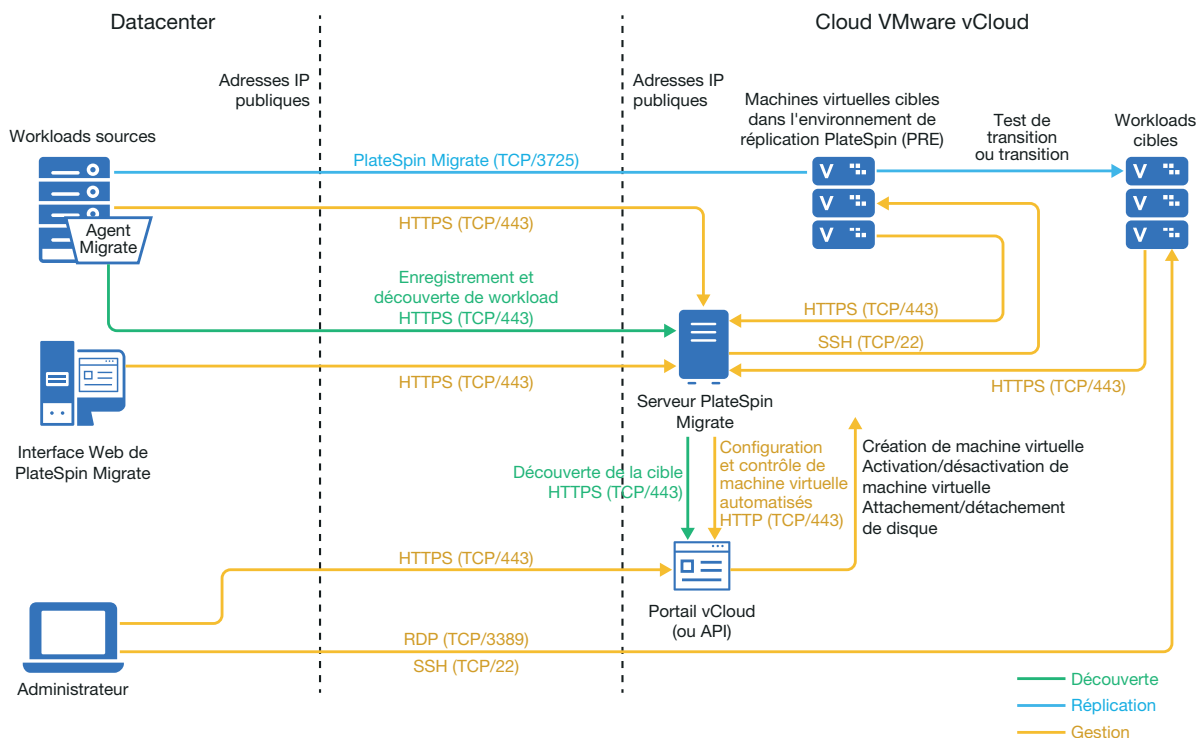 Datacenter
Cloud VMware vCloud
Adresses IP
publiques
Adresses IP
publiques
Machines virtuelles cibles
dans l'environnement de
réplication PlateSpin (PRE)
Test de
transition
ou transition
Workloads
cibles
Workloads sources
PlateSpin Migrate (TCP/3725)
V
V
V
V
V
V
HTTPS (TCP/443)
Agent
Migrate
Enregistrement et
découverte de workload
HTTPS (TCP/443)
HTTPS (TCP/443)
SSH (TCP/22)
HTTPS (TCP/443)
HTTPS (TCP/443)
Serveur PlateSpin
Migrate
Interface Web de
PlateSpin Migrate
Découverte de la cible
HTTPS (TCP/443)
Configuration
et contrôle de
machine virtuelle
automatisés
HTTP (TCP/443)
Création de machine virtuelle
Activation/désactivation de
machine virtuelle
Attachement/détachement
de disque
HTTPS (TCP/443)
Portail vCloud
(ou API)
RDP (TCP/3389)
SSH (TCP/22)
Administrateur
Découverte
Réplication
Gestion